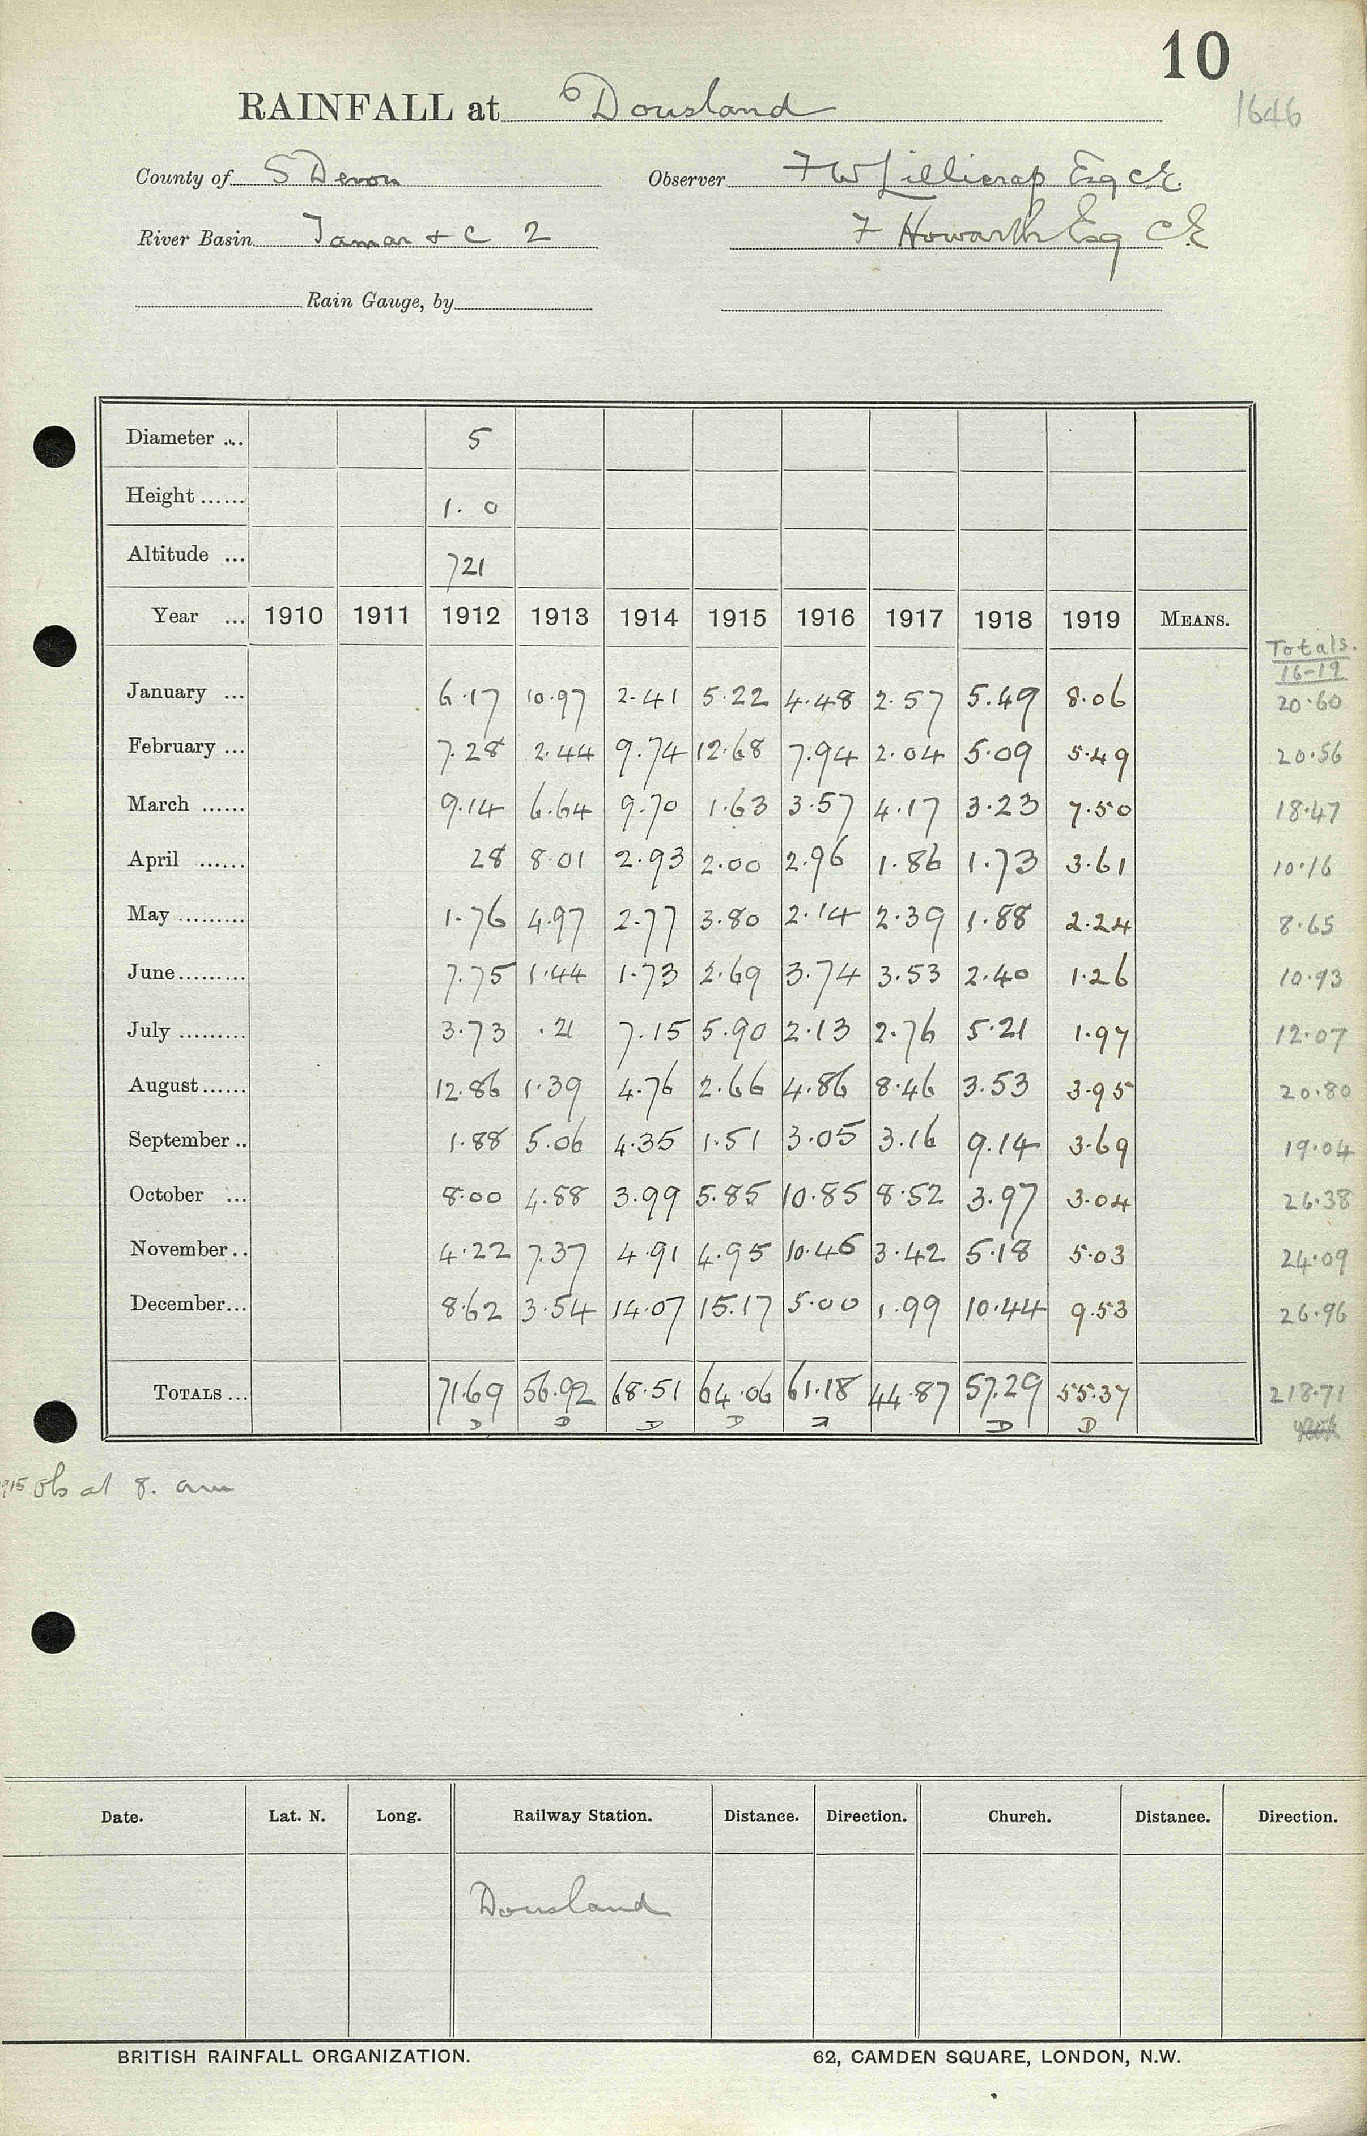 10
RAINFALL at Dousland 1646
County of S Devon Observer F W Lillicrap Esq CE.
River Basin Tamar & C 2 F Howarth Esq CE
Rain Gauge, by
Diameter ... 5
Height ...... 1. 0
Altitude ... 721
Year ... 1910 1911 1912 1913 1914 1915 1916 1917 1918 1919 MEANS.
Totals.
16-19
January ... 6.17 10.97 2.41 5.22 4.48 2.57 5.49 8.06 20.60
February ... 7.28 2.44 9.74 12.68 7.94 2.04 5.09 5.49 20.56
March ...... 9.14 6.64 9.70 1.63 3.57 4.17 3.23 7.50 18.47
April ...... 28 8.01 2.93 2.00 2.96 1.86 1.73 3.61 10.16
May ......... 1.76 4.97 2.77 3.80 2.14 2.39 1.88 2.24 8.65
June......... 7.75 1.44 1.73 2.69 3.74 3.53 2.40 1.26 10.93
July ......... 3.73 .21 7.15 5.90 2.13 2.76 5.21 1.97 12.07
August...... 12.86 1.39 4.76 2.66 4.86 8.46 3.53 3.95 20.80
September .. 1.88 5.06 4.35 1.51 3.05 3.16 9.14 3.69 19.04
October ... 8.00 4.88 3.99 5.85 10.85 8.52 3.97 3.04 26.38
November .. 4.22 7.37 4.91 4.95 10.46 3.42 5.18 5.03 24.09
December... 8.62 3.54 14.07 15.17 5.00 1.99 10.44 9.53 26.96
TOTALS ... 71.69 56.92 68.51 64.06 61.18 44.87 57.29 55.37 218.71
D D D D D D D
1915 ob at 8. am
Date. Lat. N. Long. Railway Station. Distance. Direction. Church. Distance. Direction.
Dousland
BRITISH RAINFALL ORGANIZATION. 62, CAMDEN SQUARE, LONDON, N.W.